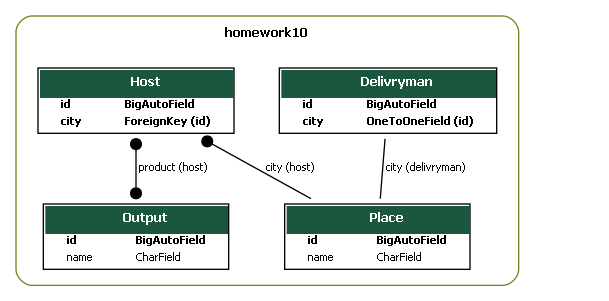 homework10
Host
id BigAutoField
city ForeignKey (id)
Delivryman
id BigAutoField
city OneToOneField (id)
product (host)
city (host)
city (delivryman)
Output
id BigAutoField
name CharField
Place
id BigAutoField
name CharField